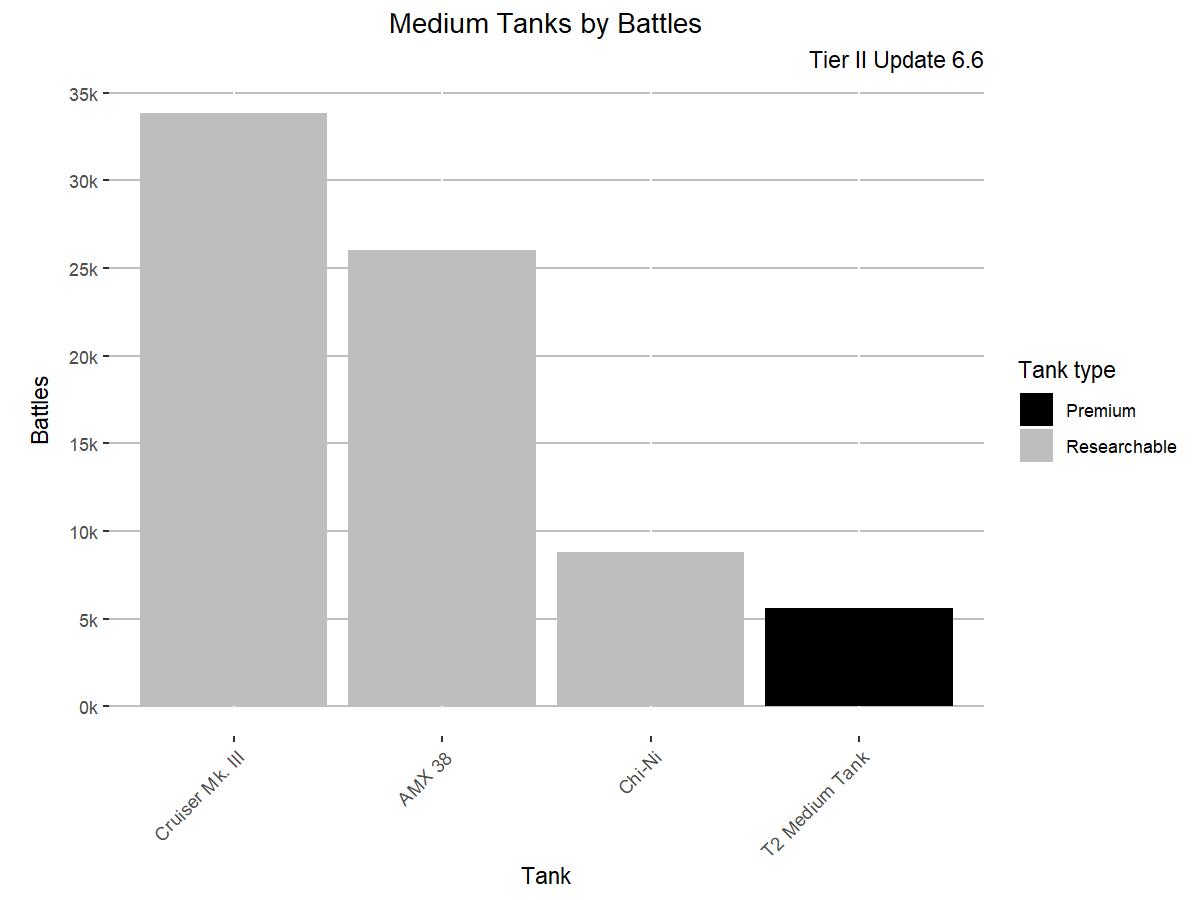 Medium Tanks by Battles
Tier II Update 6.6
35k
30k
25k
20k
15k
10k
5k
0k
Battles
Cruiser Mk. III
AMX 38
Chi-Ni
T2 Medium Tank
Tank
Tank type
Premium
Researchable